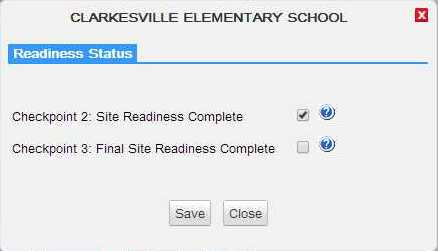 CLARKESVILLE ELEMENTARY SCHOOL
Readiness Status
Checkpoint 2: Site Readiness Complete
Checkpoint 3: Final Site Readiness Complete
Save Close